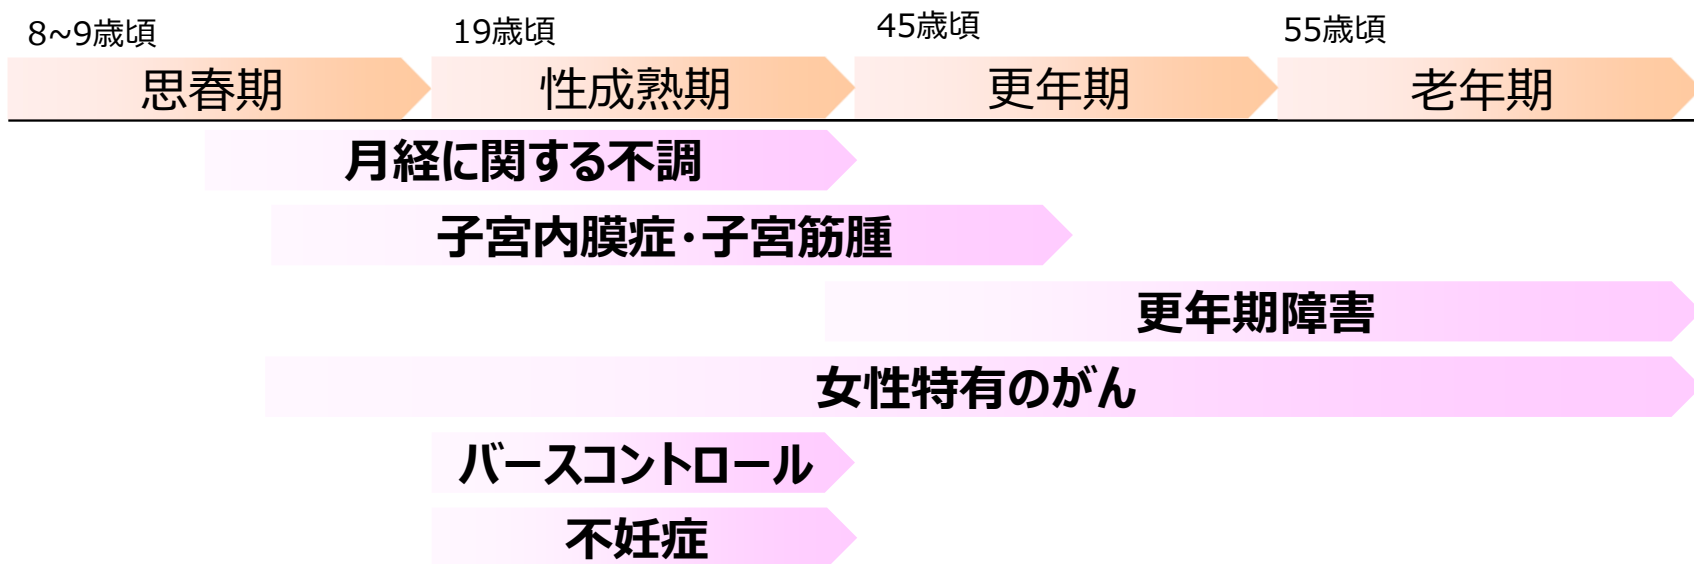 8~9歳頃
19歳頃
45歳頃
55歳頃
思春期
性成熟期
更年期
老年期
月経に関する不調
子宮内膜症・子宮筋腫
更年期障害
女性特有のがん
バースコントロール
不妊症